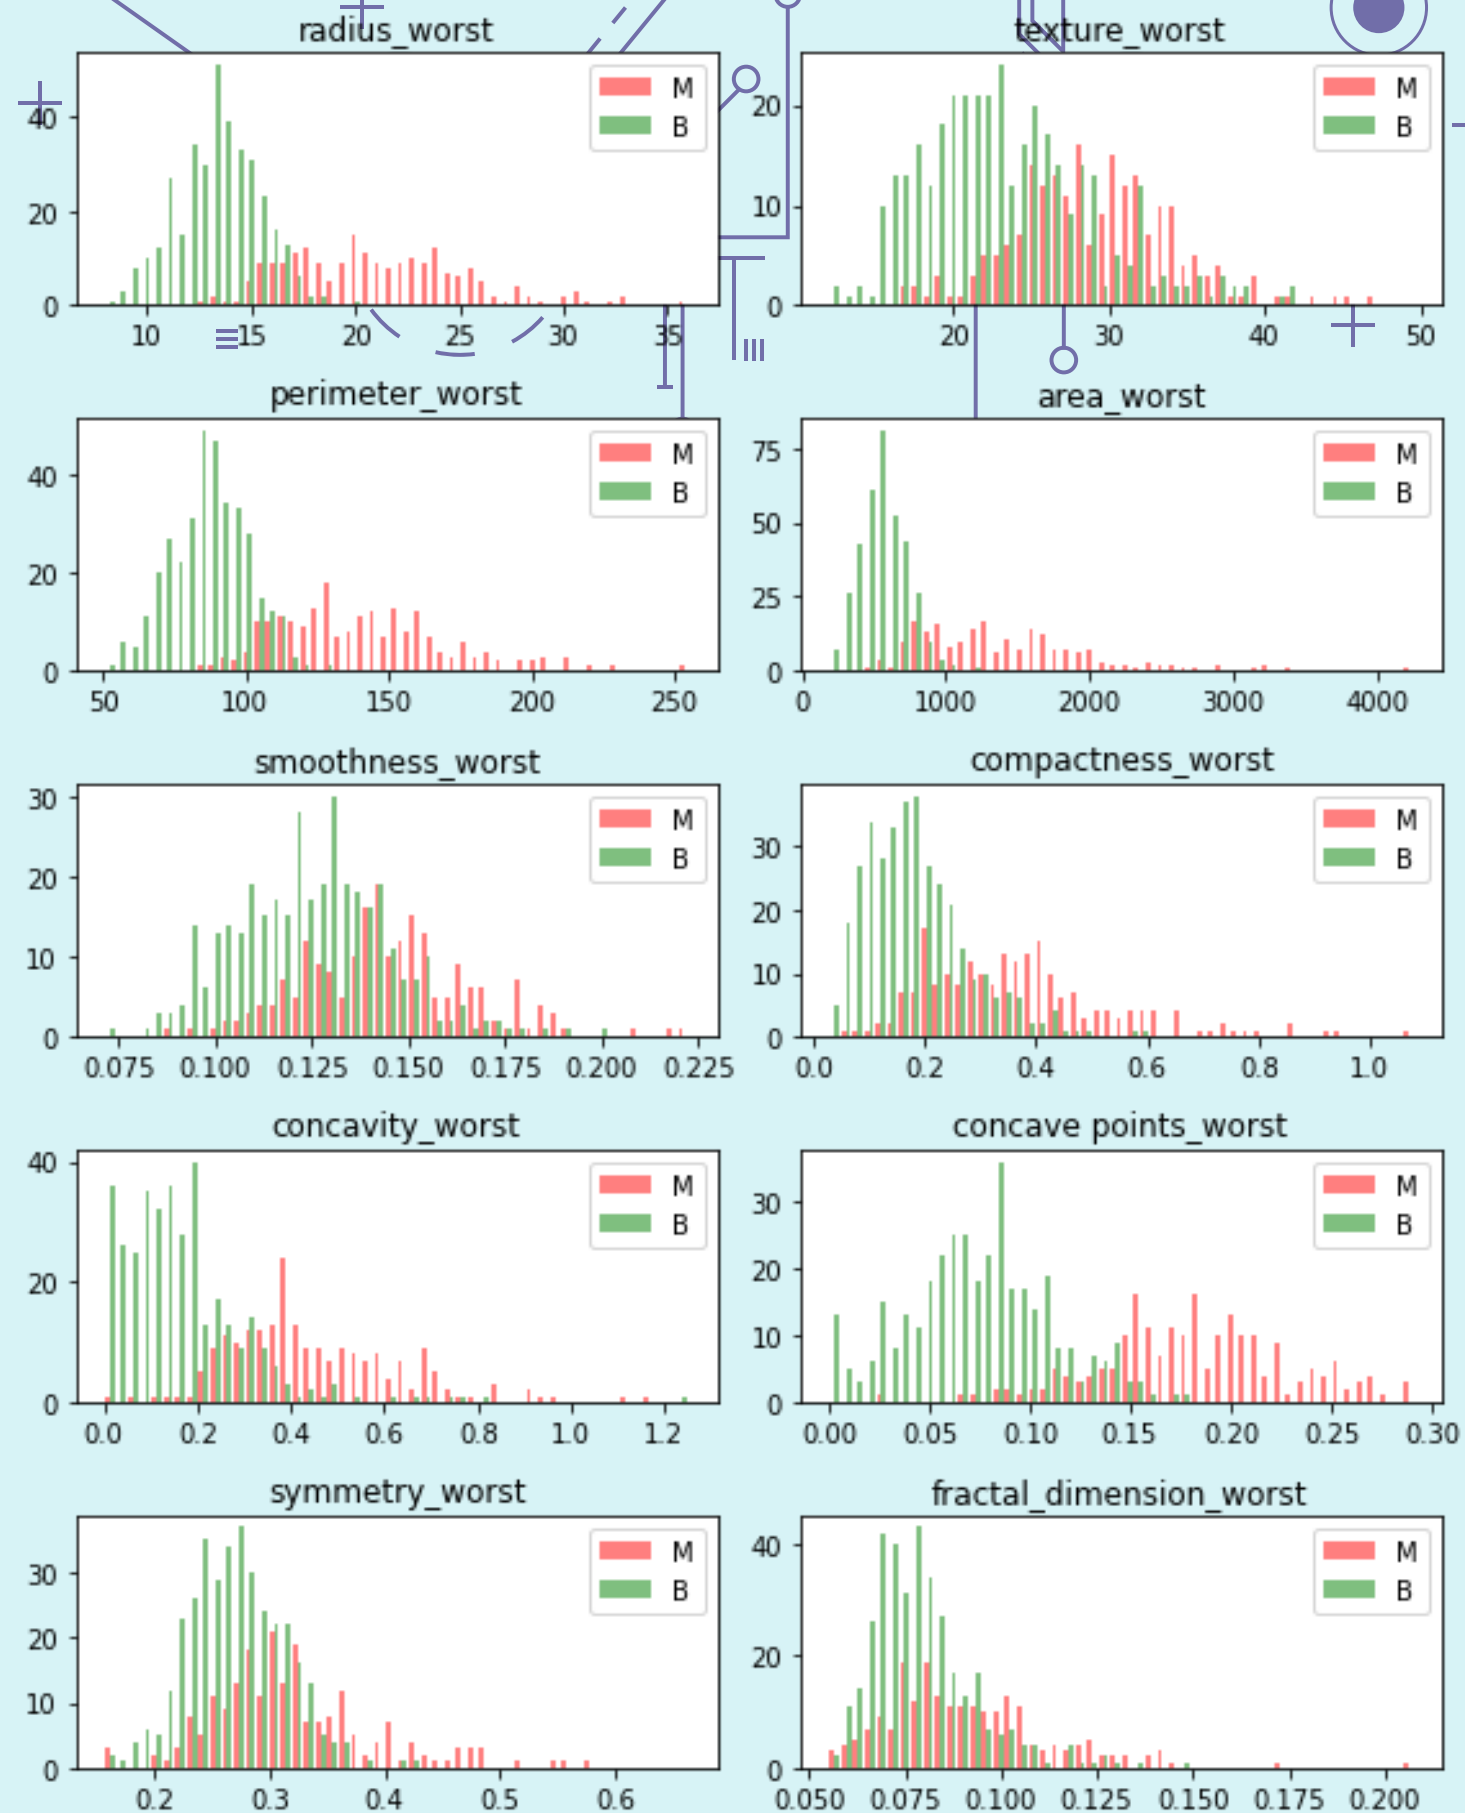 radius_worst
M
B
40
20
0
10 15 20 25 30 35
texture_worst
M
B
20
10
0
20 30 40 50
perimeter_worst
M
B
40
20
0
50 100 150 200 250
area_worst
M
B
75
50
25
0
0 1000 2000 3000 4000
smoothness_worst
M
B
30
20
10
0
0.075 0.100 0.125 0.150 0.175 0.200 0.225
compactness_worst
M
B
30
20
10
0
0.0 0.2 0.4 0.6 0.8 1.0
concavity_worst
M
B
40
20
0
0.0 0.2 0.4 0.6 0.8 1.0 1.2
concave points_worst
M
B
30
20
10
0
0.00 0.05 0.10 0.15 0.20 0.25 0.30
symmetry_worst
M
B
30
20
10
0
0.2 0.3 0.4 0.5 0.6
fractal_dimension_worst
M
B
40
20
0
0.050 0.075 0.100 0.125 0.150 0.175 0.200